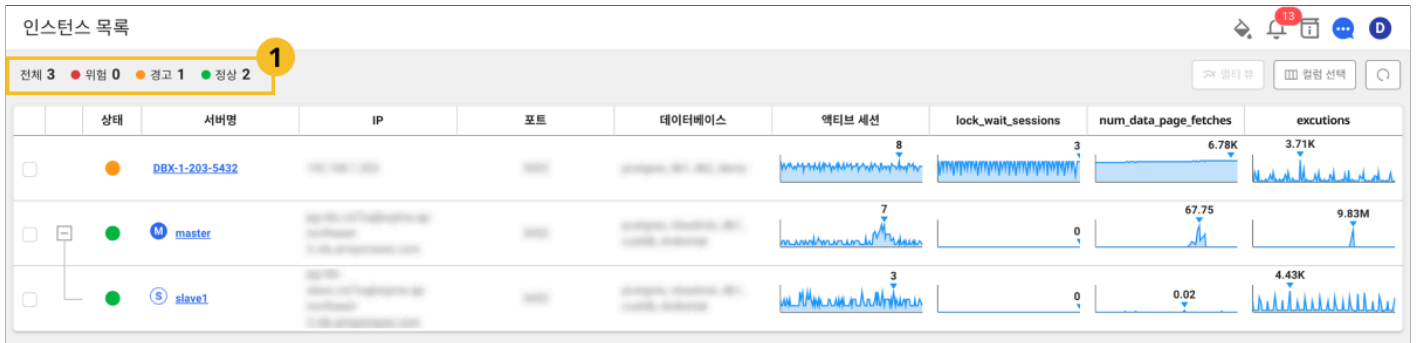 인스턴스 목록
13
D
1
전체 3 위험 0 경고 1 정상 2
멀티 뷰
컬럼 선택
상태 서버명 IP 포트 데이터베이스 액티브 세션 lock_wait_sessions num_data_page_fetches excutions
DBX-1-203-5432 8 3 6.78K 3.71K
M master 7 0 67.75 9.83M
S slave1 3 0 0.02 4.43K